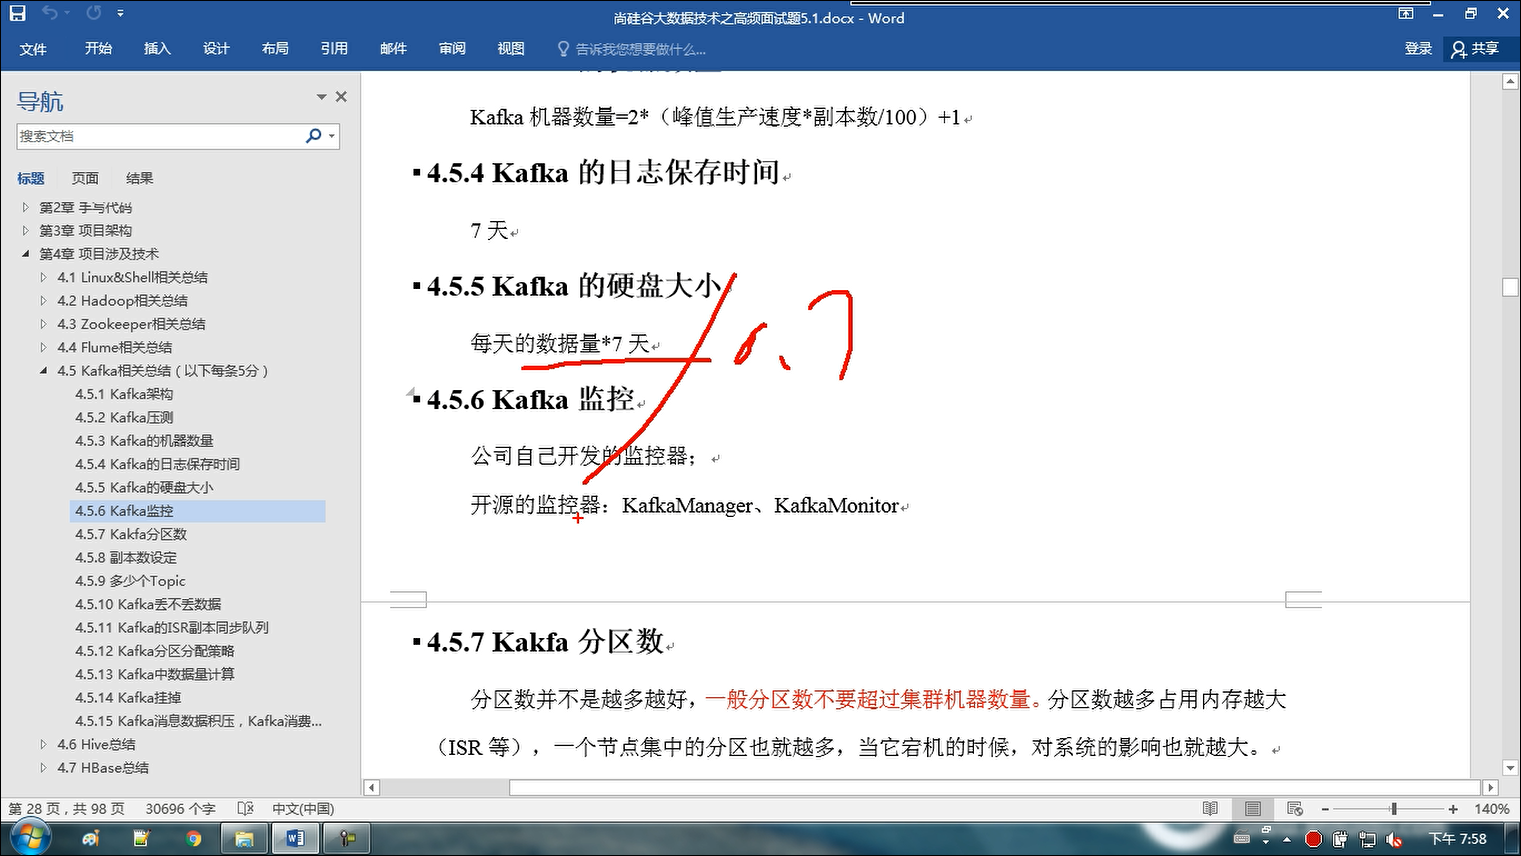 尚硅谷大数据技术之高频面试题5.1.docx - Word
文件 开始 插入 设计 布局 引用 邮件 审阅 视图 告诉我您想要做什么... 登录 共享
导航
搜索文档
标题 页面 结果
第2章 手写代码
第3章 项目架构
第4章 项目涉及技术
4.1 Linux&Shell相关总结
4.2 Hadoop相关总结
4.3 Zookeeper相关总结
4.4 Flume相关总结
4.5 Kafka相关总结（以下每条5分）
4.5.1 Kafka架构
4.5.2 Kafka压测
4.5.3 Kafka的机器数量
4.5.4 Kafka的日志保存时间
4.5.5 Kafka的硬盘大小
4.5.6 Kafka监控
4.5.7 Kakfa分区数
4.5.8 副本数设定
4.5.9 多少个Topic
4.5.10 Kafka丢不丢数据
4.5.11 Kafka的ISR副本同步队列
4.5.12 Kafka分区分配策略
4.5.13 Kafka中数据量计算
4.5.14 Kafka挂掉
4.5.15 Kafka消息数据积压，Kafka消费...
4.6 Hive总结
4.7 HBase总结
Kafka 机器数量=2*（峰值生产速度*副本数/100）+1
4.5.4 Kafka 的日志保存时间
7 天
4.5.5 Kafka 的硬盘大小
每天的数据量*7 天
0.7
4.5.6 Kafka 监控
公司自己开发的监控器；
开源的监控器：KafkaManager、KafkaMonitor
4.5.7 Kakfa 分区数
分区数并不是越多越好，一般分区数不要超过集群机器数量。分区数越多占用内存越大
（ISR 等），一个节点集中的分区也就越多，当它宕机的时候，对系统的影响也就越大。
第 28 页，共 98 页 30696 个字 中文(中国) 140%
下午 7:58